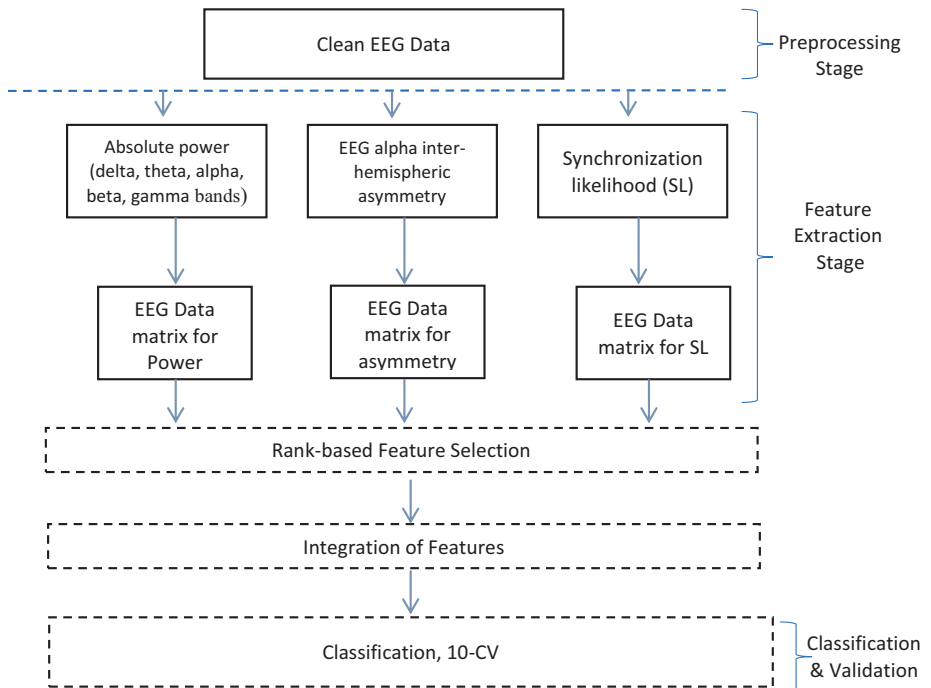 Clean EEG Data
Preprocessing
Stage
Absolute power
(delta, theta, alpha,
beta, gamma bands)
EEG alpha inter-
hemispheric
asymmetry
Synchronization
likelihood (SL)
Feature
Extraction
Stage
EEG Data
matrix for
Power
EEG Data
matrix for
asymmetry
EEG Data
matrix for SL
Rank-based Feature Selection
Integration of Features
Classification, 10-CV
Classification
& Validation